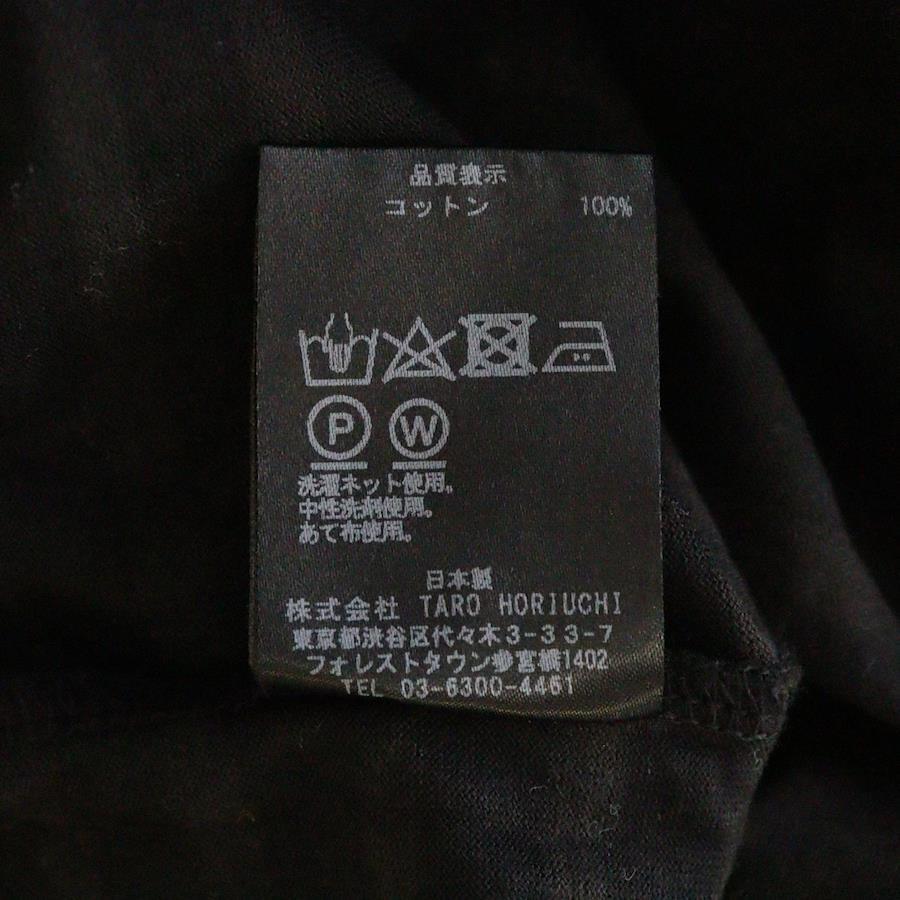 品質表示
コットン 100%
P W
洗濯ネット使用。
中性洗剤使用。
あて布使用。
日本製
株式会社 TARO HORIUCHI
東京都渋谷区代々木3-33-7
フォレストタウン参宮橋1402
TEL 03-6300-4461